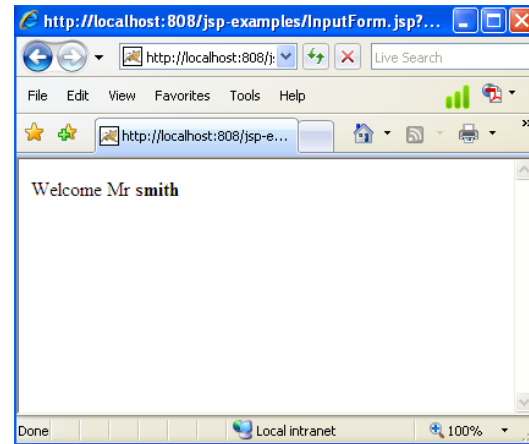 http://localhost:808/jsp-examples/InputForm.jsp?...
http://localhost:808/j: Live Search
File Edit View Favorites Tools Help
http://localhost:808/jsp-e... »
Welcome Mr smith
Done Local intranet 100%